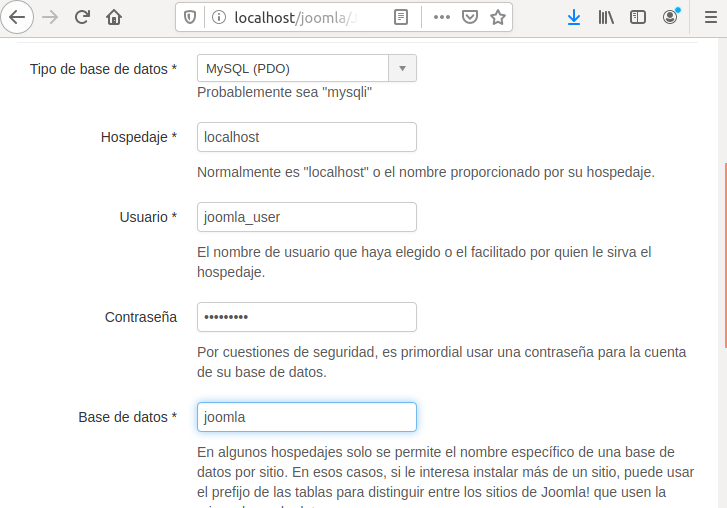 localhost/joomla/
Tipo de base de datos *
MySQL (PDO)
Probablemente sea "mysqli"
Hospedaje *
localhost
Normalmente es "localhost" o el nombre proporcionado por su hospedaje.
Usuario *
joomla_user
El nombre de usuario que haya elegido o el facilitado por quien le sirva el
hospedaje.
Contraseña
•••••••••
Por cuestiones de seguridad, es primordial usar una contraseña para la cuenta
de su base de datos.
Base de datos *
joomla
En algunos hospedajes solo se permite el nombre específico de una base de
datos por sitio. En esos casos, si le interesa instalar más de un sitio, puede usar
el prefijo de las tablas para distinguir entre los sitios de Joomla! que usen la